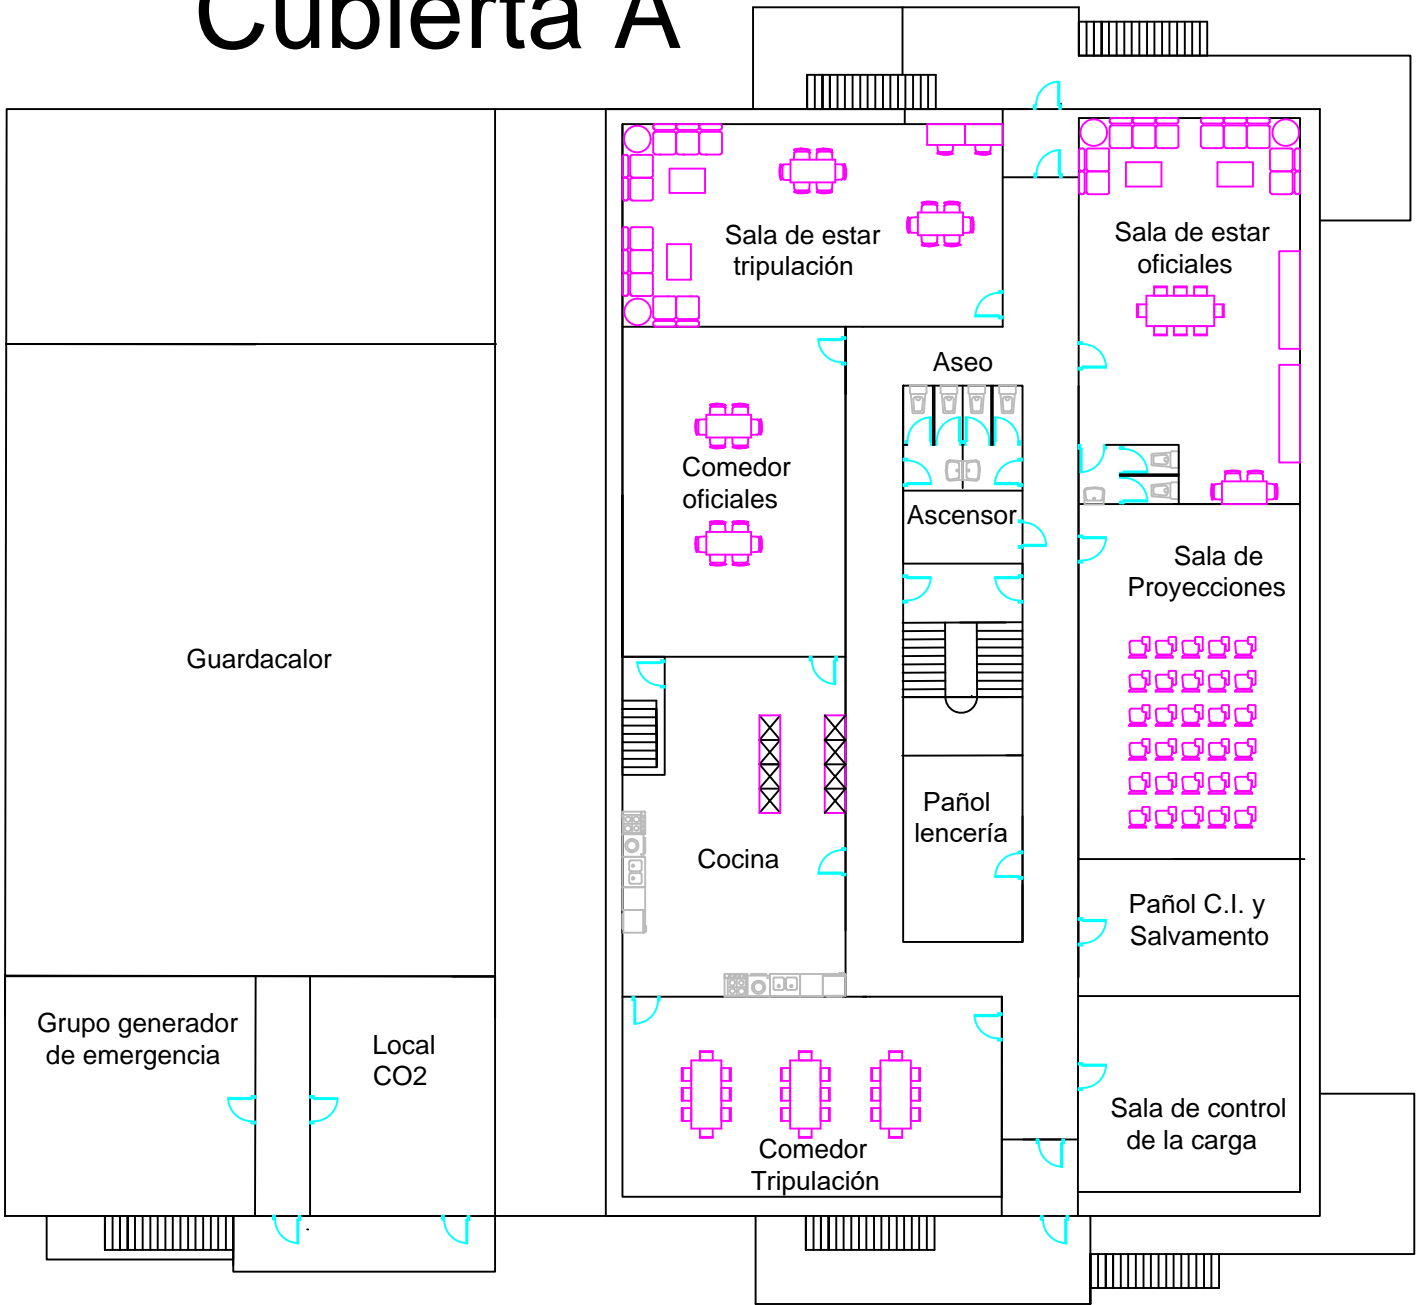 Cubierta A
Sala de estar
tripulación
Sala de estar
oficiales
Aseo
Comedor
oficiales
Ascensor
Sala de
Proyecciones
Guardacalor
Pañol
lencería
Cocina
Pañol C.I. y
Salvamento
Grupo generador
de emergencia
Local
CO2
Sala de control
de la carga
Comedor
Tripulación